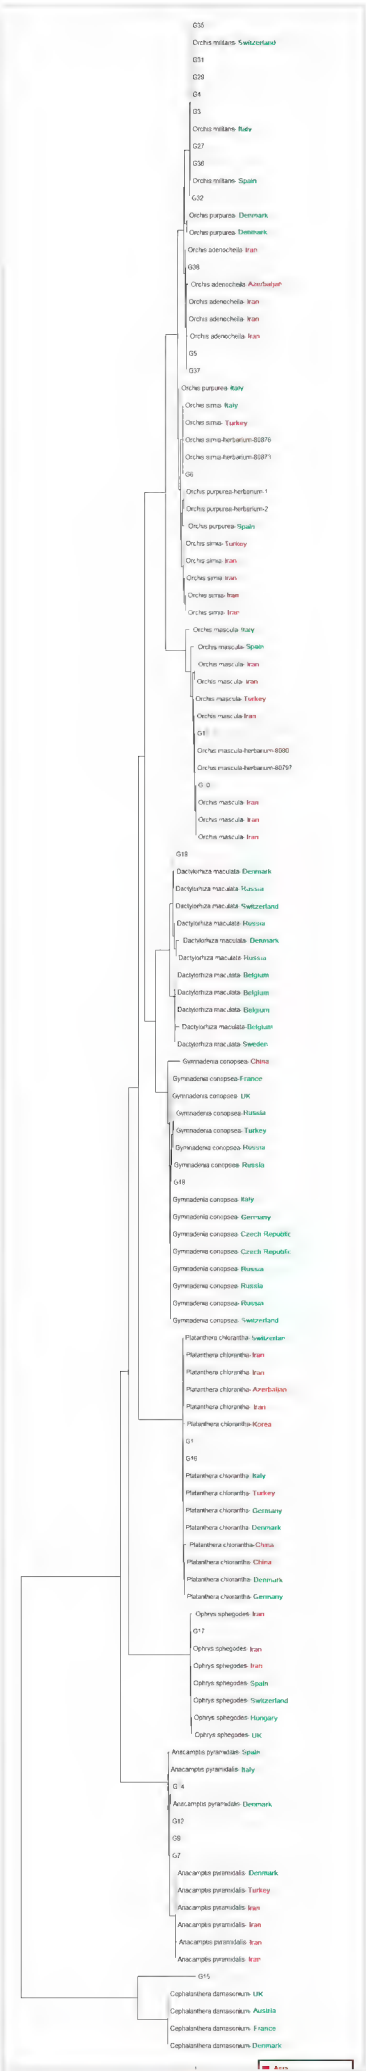 G35
Orchis militaris- Switzerland
G31
G29
G4
G3
Orchis militaris- Italy
G27
G36
Orchis militaris- Spain
G32
Orchis purpurea- Denmark
Orchis purpurea- Denmark
Orchis adenocheila- Iran
G38
Orchis adenocheila- Azerbaijan
Orchis adenocheila- Iran
Orchis adenocheila- Iran
Orchis adenocheila- Iran
G5
G37
Orchis purpurea- Italy
Orchis simia- Italy
Orchis simia- Turkey
Orchis simia-herbarium-80876
Orchis simia-herbarium-80873
G6
Orchis purpurea-herbarium-1
Orchis purpurea-herbarium-2
Orchis purpurea- Spain
Orchis simia- Turkey
Orchis simia- Iran
Orchis simia- Iran
Orchis simia- Iran
Orchis simia- Iran
Orchis mascula- Italy
Orchis mascula- Spain
Orchis mascula- Iran
Orchis mascula- Iran
Orchis mascula- Turkey
Orchis mascula-Iran
Orchis mascula-herbarium-8080
Orchis mascula-herbarium-80797
Orchis mascula- Iran
Orchis mascula- Iran
Orchis mascula- Iran
Dactylorhiza maculata- Denmark
Dactylorhiza maculata- Russia
Dactylorhiza maculata- Switzerland
Dactylorhiza maculata- Russia
Dactylorhiza maculata- Denmark
Dactylorhiza maculata- Russia
Dactylorhiza maculata- Belgium
Dactylorhiza maculata- Belgium
Dactylorhiza maculata- Belgium
Dactylorhiza maculata-Belgium
Dactylorhiza maculata-Sweden
Gymnadenia conopsea- China
Gymnadenia conopsea-France
Gymnadenia conopsea- UK
Gymnadenia conopsea- Russia
Gymnadenia conopsea- Turkey
Gymnadenia conopsea- Russia
Gymnadenia conopsea- Russia
Gymnadenia conopsea- Italy
Gymnadenia conopsea- Germany
Gymnadenia conopsea- Czech Republic
Gymnadenia conopsea- Czech Republic
Gymnadenia conopsea- Russia
Gymnadenia conopsea- Russia
Gymnadenia conopsea- Russia
Gymnadenia conopsea- Switzerland
Platanthera chlorantha- Switzerlan
Platanthera chlorantha- Iran
Platanthera chlorantha- Iran
Platanthera chlorantha- Azerbaijan
Platanthera chlorantha- Iran
Platanthera chlorantha- Korea
G1
G16
Platanthera chlorantha- Italy
Platanthera chlorantha- Turkey
Platanthera chlorantha- Germany
Platanthera chlorantha- Denmark
Platanthera chlorantha- China
Platanthera chlorantha- China
Platanthera chlorantha- Denmark
Platanthera chlorantha- Germany
Ophrys sphegodes- Iran
G17
Ophrys sphegodes- Iran
Ophrys sphegodes- Iran
Ophrys sphegodes- Spain
Ophrys sphegodes- Switzerland
Ophrys sphegodes- Hungary
Ophrys sphegodes- UK
Anacamptis pyramidalis- Spain
Anacamptis pyramidalis- Italy
Anacamptis pyramidalis- Denmark
G12
G7
Anacamptis pyramidalis- Denmark
Anacamptis pyramidalis- Turkey
Anacamptis pyramidalis- Iran
Anacamptis pyramidalis- Iran
Anacamptis pyramidalis- Iran
Anacamptis pyramidalis- Iran
G15
Cephalanthera damasonium- UK
Cephalanthera damasonium- Austria
Cephalanthera damasonium- France
Cephalanthera damasonium- Denmark